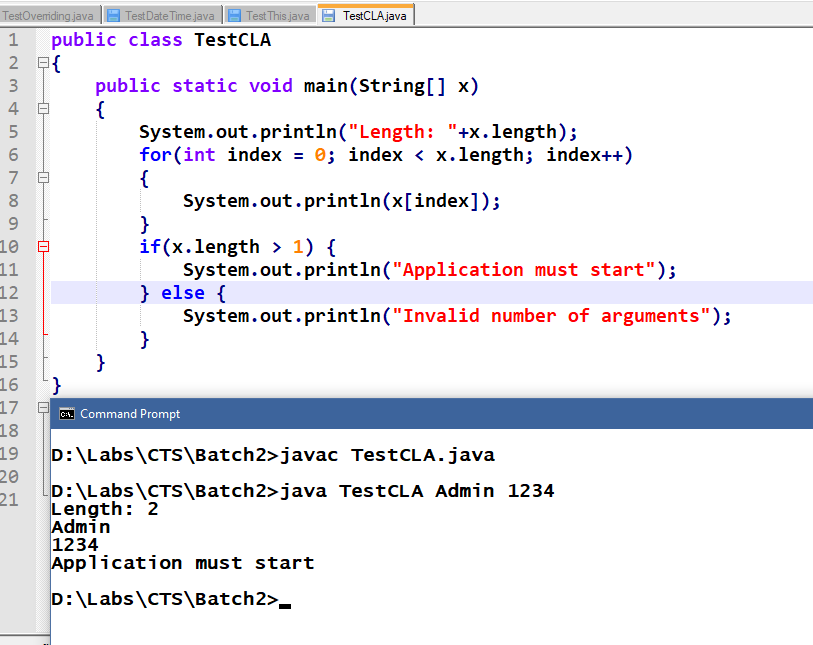 TestOverriding.java TestDateTime.java TestThis.java TestCLA.java
1 public class TestCLA
2 {
3 public static void main(String[] x)
4 {
5 System.out.println("Length: "+x.length);
6 for(int index = 0; index < x.length; index++)
7 {
8 System.out.println(x[index]);
9 }
10 if(x.length > 1) {
11 System.out.println("Application must start");
12 } else {
13 System.out.println("Invalid number of arguments");
14 }
15 }
16 }
17
18
19
20
21
Command Prompt
D:\Labs\CTS\Batch2>javac TestCLA.java
D:\Labs\CTS\Batch2>java TestCLA Admin 1234
Length: 2
Admin
1234
Application must start
D:\Labs\CTS\Batch2>